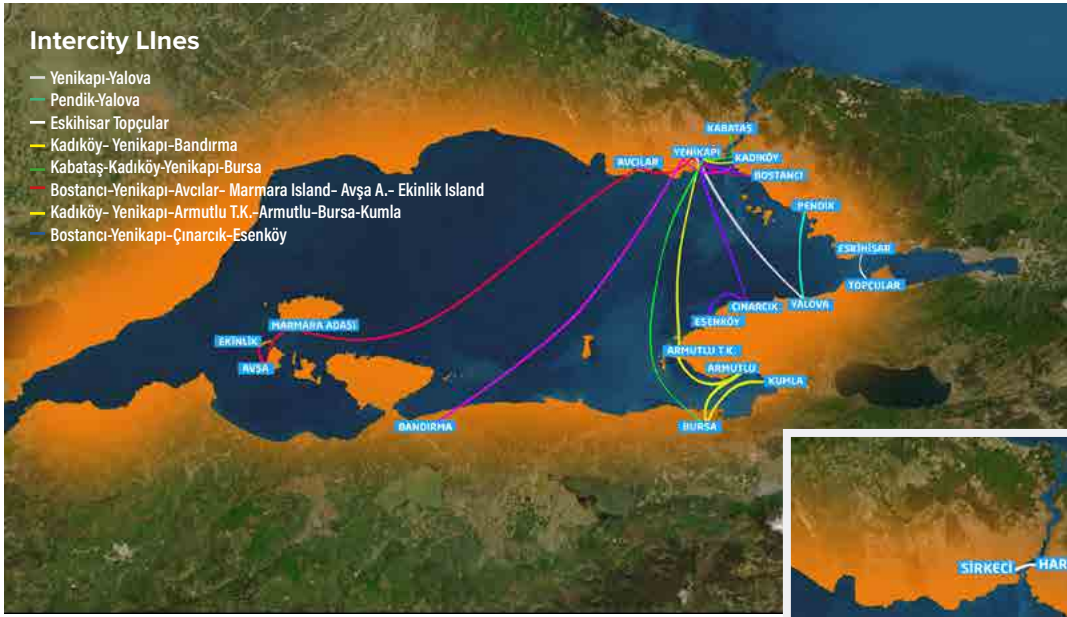 Intercity LInes
Yenikapı-Yalova
Pendik-Yalova
Eskihisar Topçular
Kadıköy- Yenikapı-Bandırma
Kabataş-Kadıköy-Yenikapı-Bursa
Bostancı-Yenikapı-Avcılar- Marmara Island- Avşa A.- Ekinlik Island
Kadıköy- Yenikapı-Armutlu T.K.-Armutlu-Bursa-Kumla
Bostancı-Yenikapı-Çınarcık-Esenköy
KABATAŞ
YENİKAPI
KADIKÖY
AVCILAR
BOSTANCI
PENDİK
ESKİHİSAR
TOPÇULAR
YALOVA
ÇINARCIK
ESENKÖY
MARMARA ADASI
EKİNLİK
AVŞA
ARMUTLU T.K.
ARMUTLU
KUMLA
BANDIRMA
BURSA
SİRKECİ
HAR